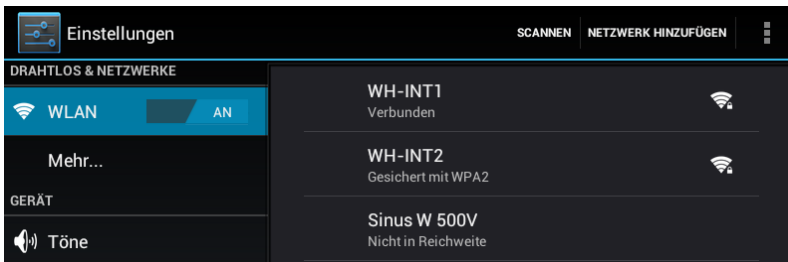 Einstellungen
SCANNEN
NETZWERK HINZUFÜGEN
DRAHTLOS & NETZWERKE
WLAN
AN
Mehr...
GERÄT
Töne
WH-INT1
Verbunden
WH-INT2
Gesichert mit WPA2
Sinus W 500V
Nicht in Reichweite